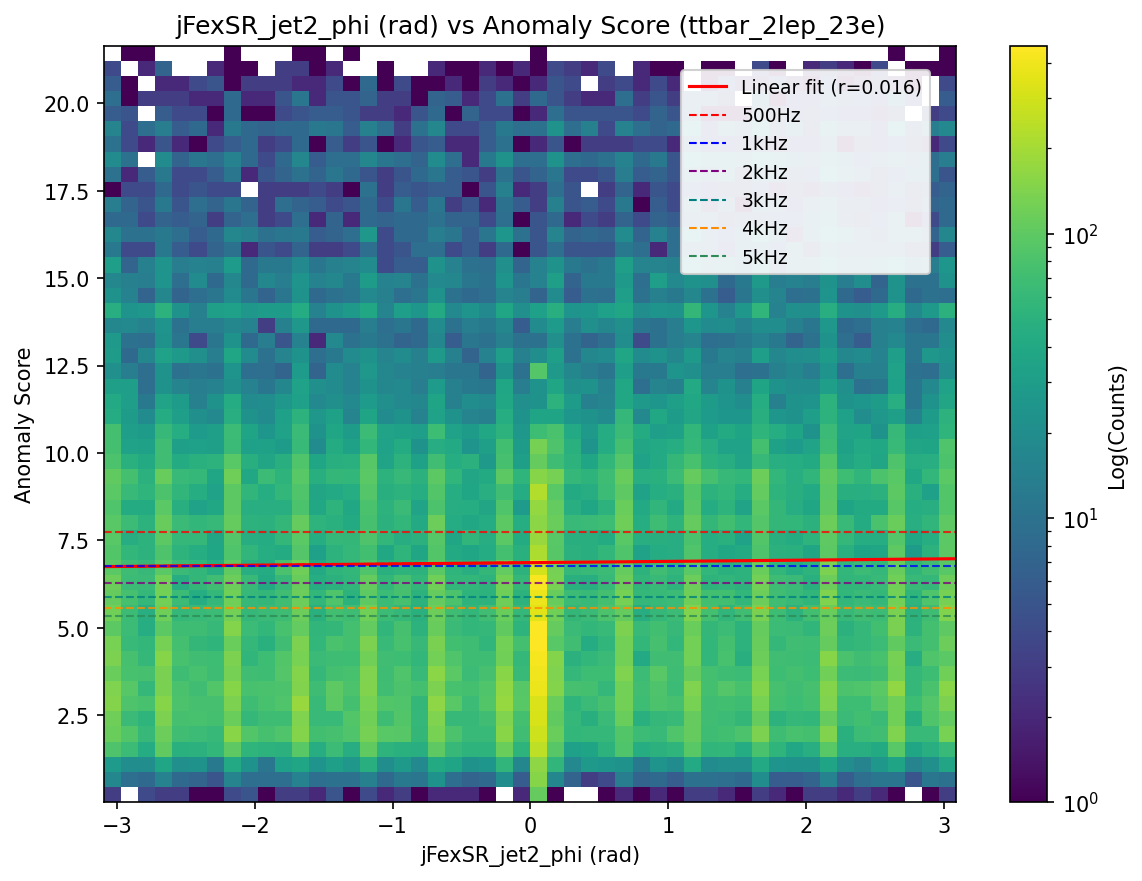 jFexSR_jet2_phi (rad) vs Anomaly Score (ttbar_2lep_23e)
Linear fit (r=0.016)
500Hz
1kHz
2kHz
3kHz
4kHz
5kHz
20.0
17.5
15.0
12.5
10.0
7.5
5.0
2.5
Anomaly Score
−3
−2
−1
0
1
2
3
jFexSR_jet2_phi (rad)
10²
10¹
10⁰
Log(Counts)